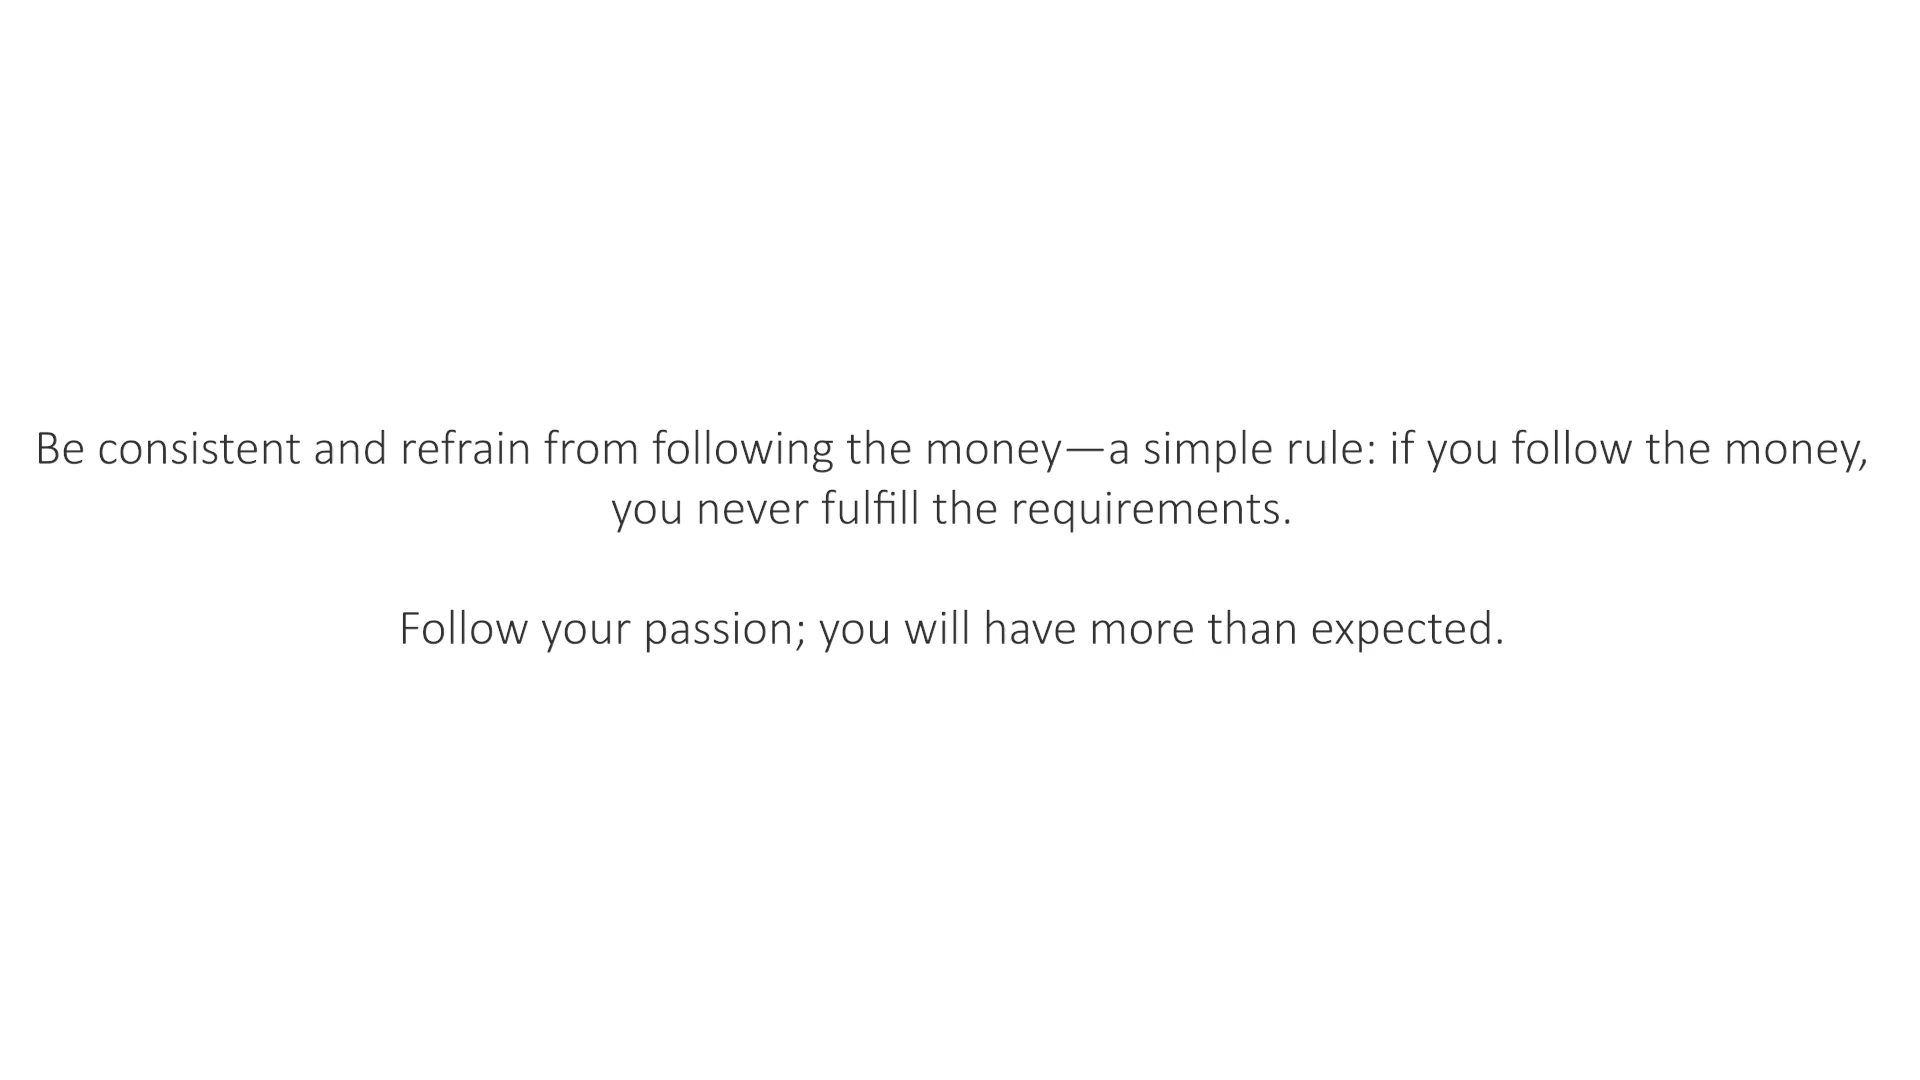 Be consistent and refrain from following the money—a simple rule: if you follow the money,
you never fulfill the requirements.
Follow your passion; you will have more than expected.